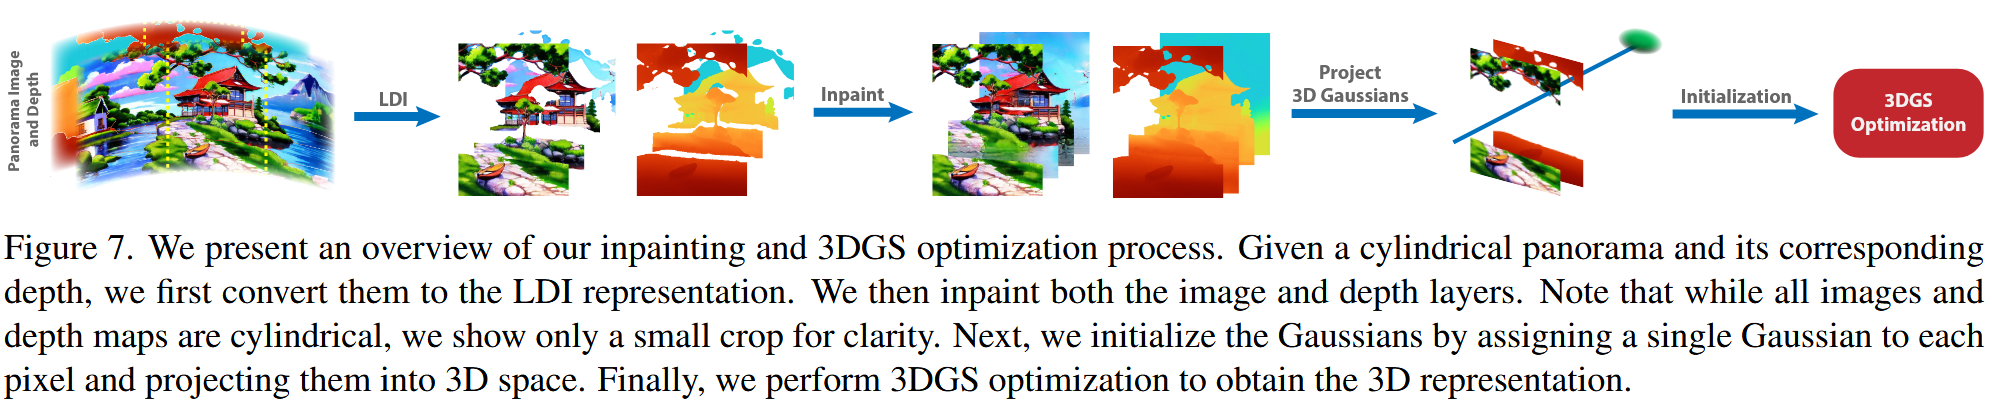 Panorama Image
and Depth
LDI
Inpaint
Project
3D Gaussians
Initialization
3DGS
Optimization
Figure 7. We present an overview of our inpainting and 3DGS optimization process. Given a cylindrical panorama and its corresponding
depth, we first convert them to the LDI representation. We then inpaint both the image and depth layers. Note that while all images and
depth maps are cylindrical, we show only a small crop for clarity. Next, we initialize the Gaussians by assigning a single Gaussian to each
pixel and projecting them into 3D space. Finally, we perform 3DGS optimization to obtain the 3D representation.